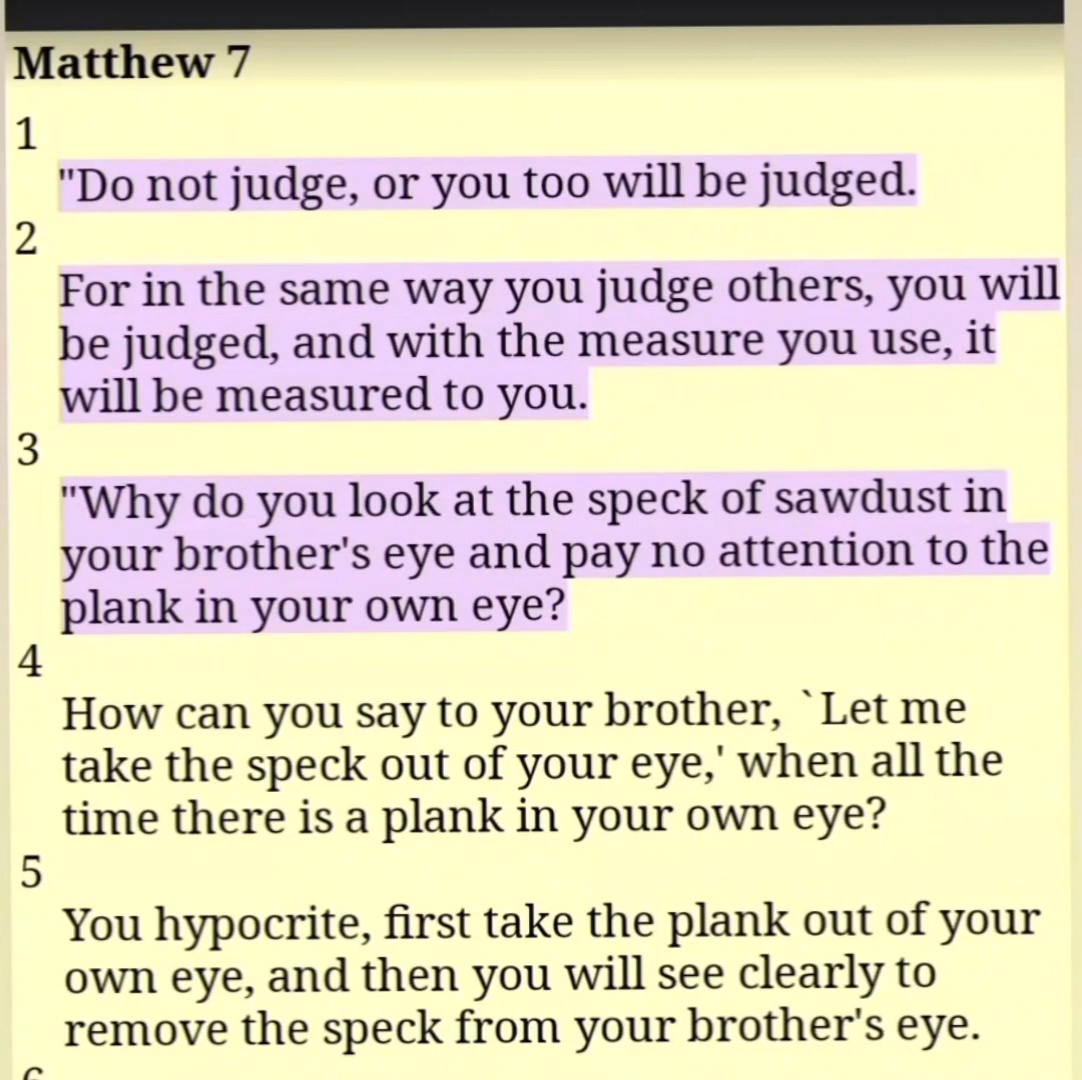 Matthew 7
1
"Do not judge, or you too will be judged.
2
For in the same way you judge others, you will
be judged, and with the measure you use, it
will be measured to you.
3
"Why do you look at the speck of sawdust in
your brother's eye and pay no attention to the
plank in your own eye?
4
How can you say to your brother, `Let me
take the speck out of your eye,' when all the
time there is a plank in your own eye?
5
You hypocrite, first take the plank out of your
own eye, and then you will see clearly to
remove the speck from your brother's eye.